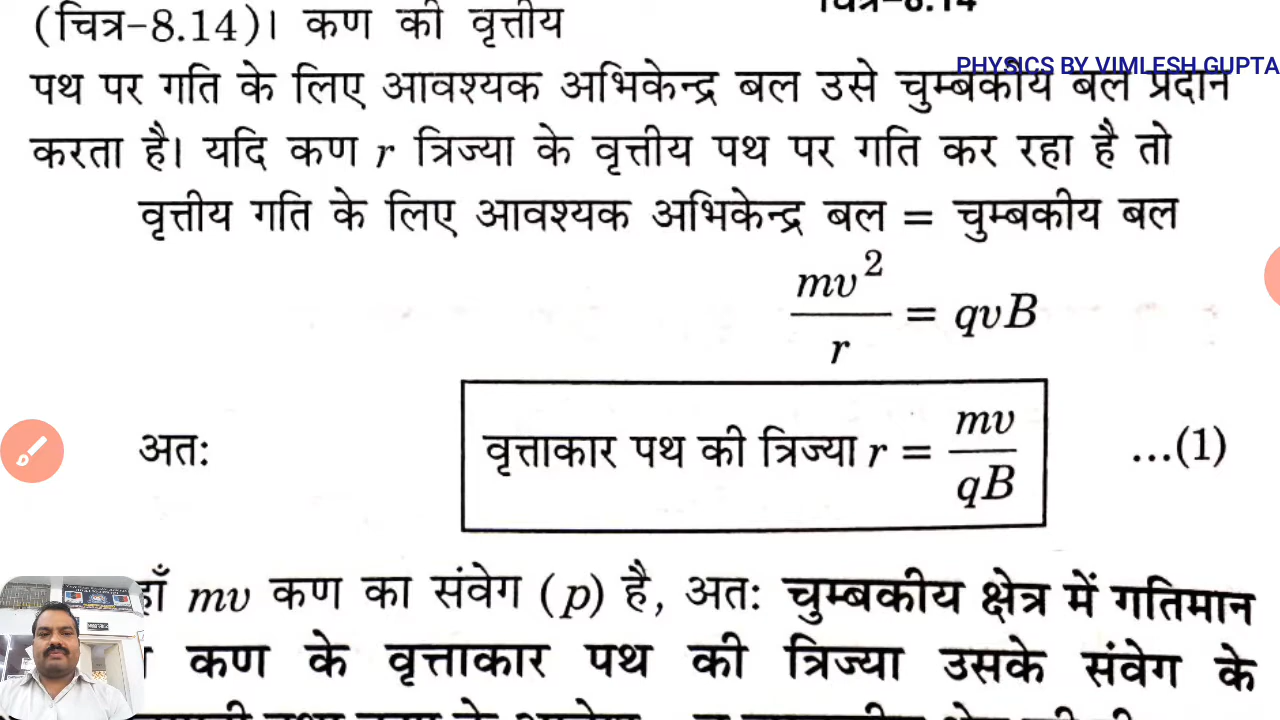 (चित्र-8.14)। कण की वृत्तीय
चित्र-8.14
PHYSICS BY VIMLESH GUPTA
पथ पर गति के लिए आवश्यक अभिकेन्द्र बल उसे चुम्बकीय बल प्रदान
करता है। यदि कण r त्रिज्या के वृत्तीय पथ पर गति कर रहा है तो
वृत्तीय गति के लिए आवश्यक अभिकेन्द्र बल = चुम्बकीय बल
mv²/r = qvB
अतः वृत्ताकार पथ की त्रिज्या r = mv/qB ...(1)
mv कण का संवेग (p) है, अतः चुम्बकीय क्षेत्र में गतिमान
कण के वृत्ताकार पथ की त्रिज्या उसके संवेग के